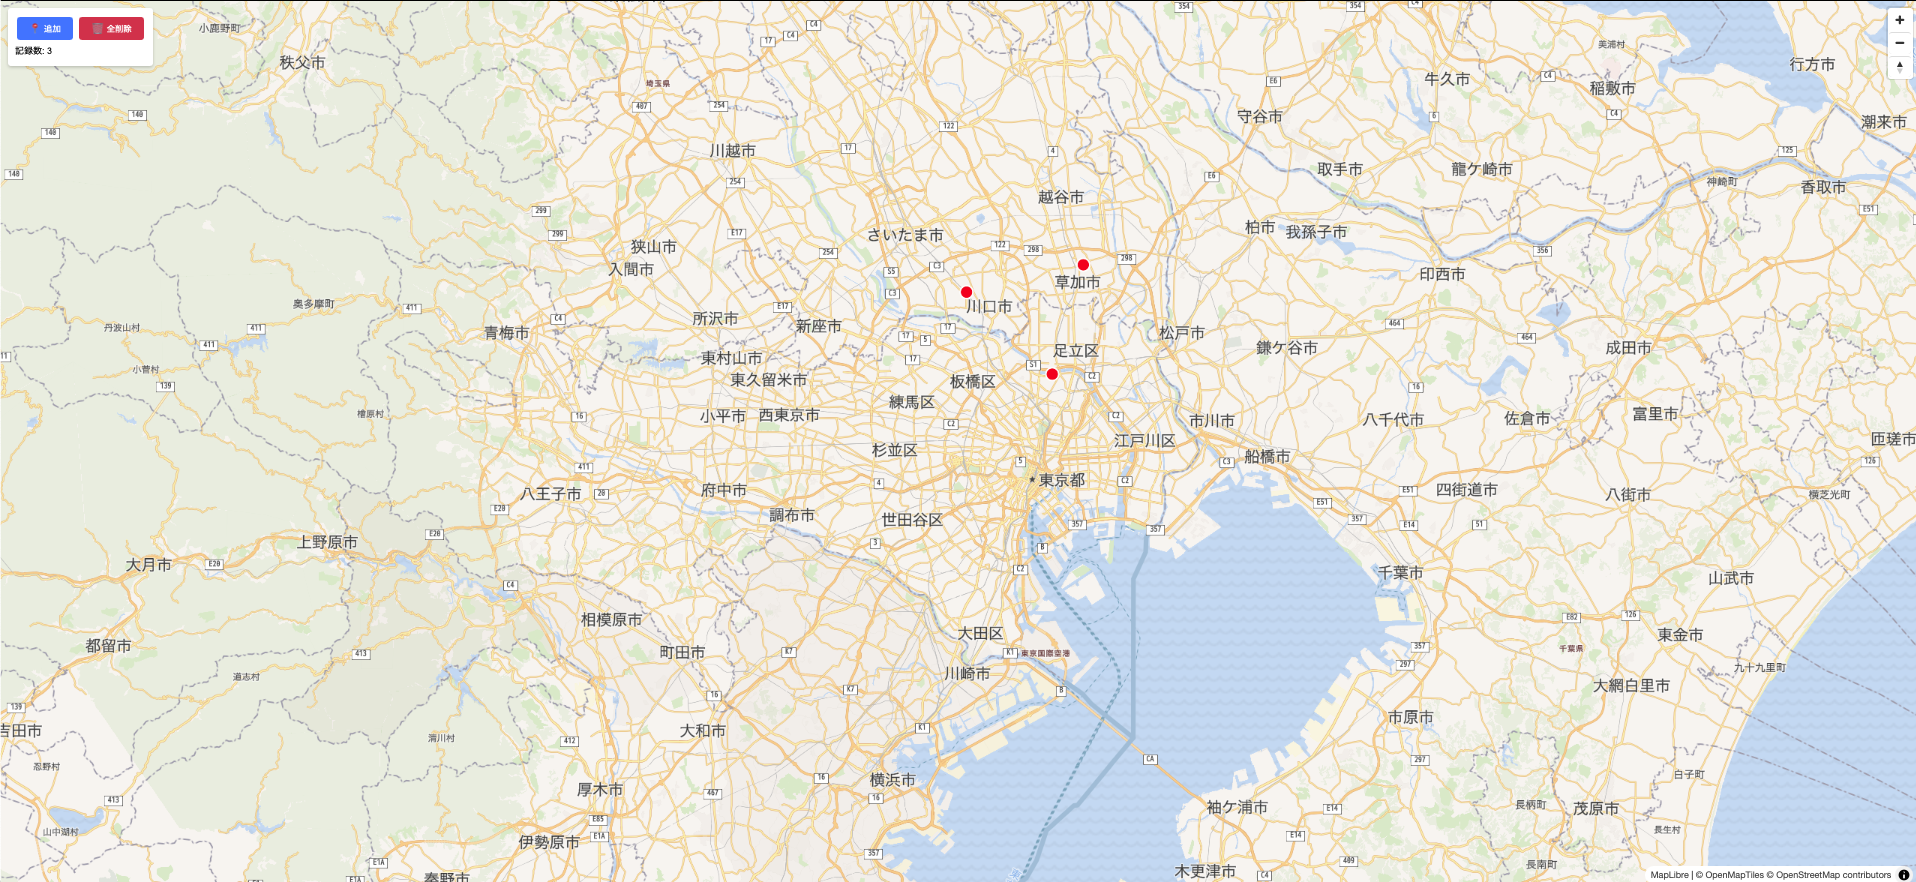 追加
全削除
記録数: 3
小鹿野町
秩父市
埼玉県
美浦村
行方市
牛久市
稲敷市
守谷市
潮来市
川越市
取手市
龍ケ崎市
神崎町
香取市
越谷市
さいたま市
柏市
我孫子市
狭山市
入間市
印西市
草加市
川口市
奥多摩町
丹波山村
青梅市
所沢市
新座市
松戸市
足立区
鎌ケ谷市
成田市
東村山市
小菅村
東久留米市
板橋区
練馬区
檜原村
小平市
西東京市
市川市
八千代市
佐倉市
富里市
江戸川区
匝瑳市
杉並区
船橋市
東京都
八王子市
府中市
四街道市
八街市
横芝光町
調布市
世田谷区
上野原市
大月市
千葉市
山武市
相模原市
大田区
東金市
都留市
町田市
東京国際空港
千葉県
九十九里町
道志村
川崎市
大網白里市
吉田市
大和市
市原市
清川村
忍野村
横浜市
白子町
厚木市
袖ケ浦市
長柄町
茂原市
山中湖村
長生村
伊勢原市
長南町
秦野市
木更津市
MapLibre | © OpenMapTiles © OpenStreetMap contributors